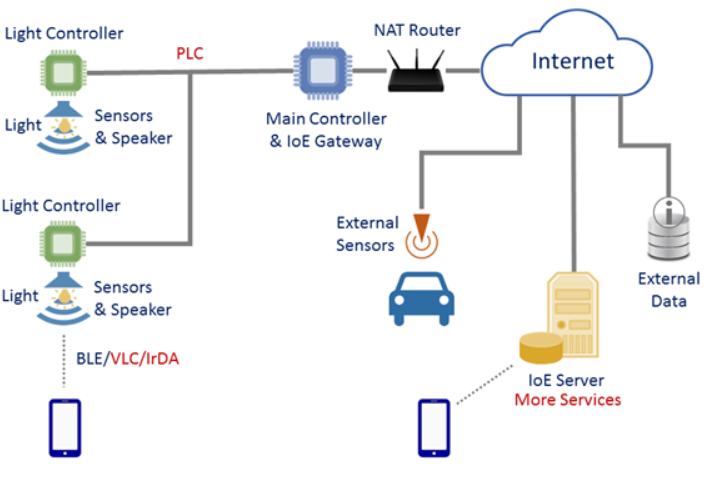 Light Controller
PLC
NAT Router
Internet
Light
Sensors
& Speaker
Main Controller
& IoE Gateway
Light Controller
External
Sensors
Light
Sensors
& Speaker
External
Data
BLE/VLC/IrDA
IoE Server
More Services